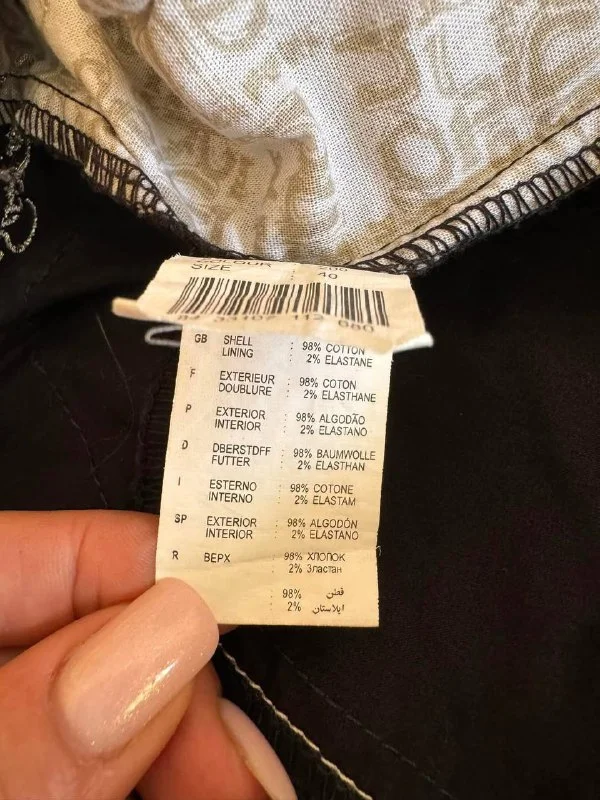 SIZE : 40
GB SHELL : 98% COTTON
LINING : 2% ELASTANE
F EXTERIEUR : 98% COTON
DOUBLURE : 2% ELASTHANE
P EXTERIOR : 98% ALGODÃO
INTERIOR : 2% ELASTANO
D DBERSTDFF : 98% BAUMWOLLE
FUTTER : 2% ELASTHAN
I ESTERNO : 98% COTONE
INTERNO : 2% ELASTAM
SP EXTERIOR : 98% ALGODÓN
INTERIOR : 2% ELASTANO
R ВЕРХ : 98% ХЛОПОК
: 2% Эластан
: 98% قطن
: 2% ايلاستان